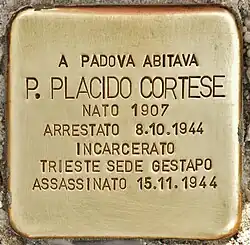 A PADOVA ABITAVA
P. PLACIDO CORTESE
NATO 1907
ARRESTATO 8.10.1944
INCARCERATO
TRIESTE SEDE GESTAPO
ASSASSINATO 15.11.1944